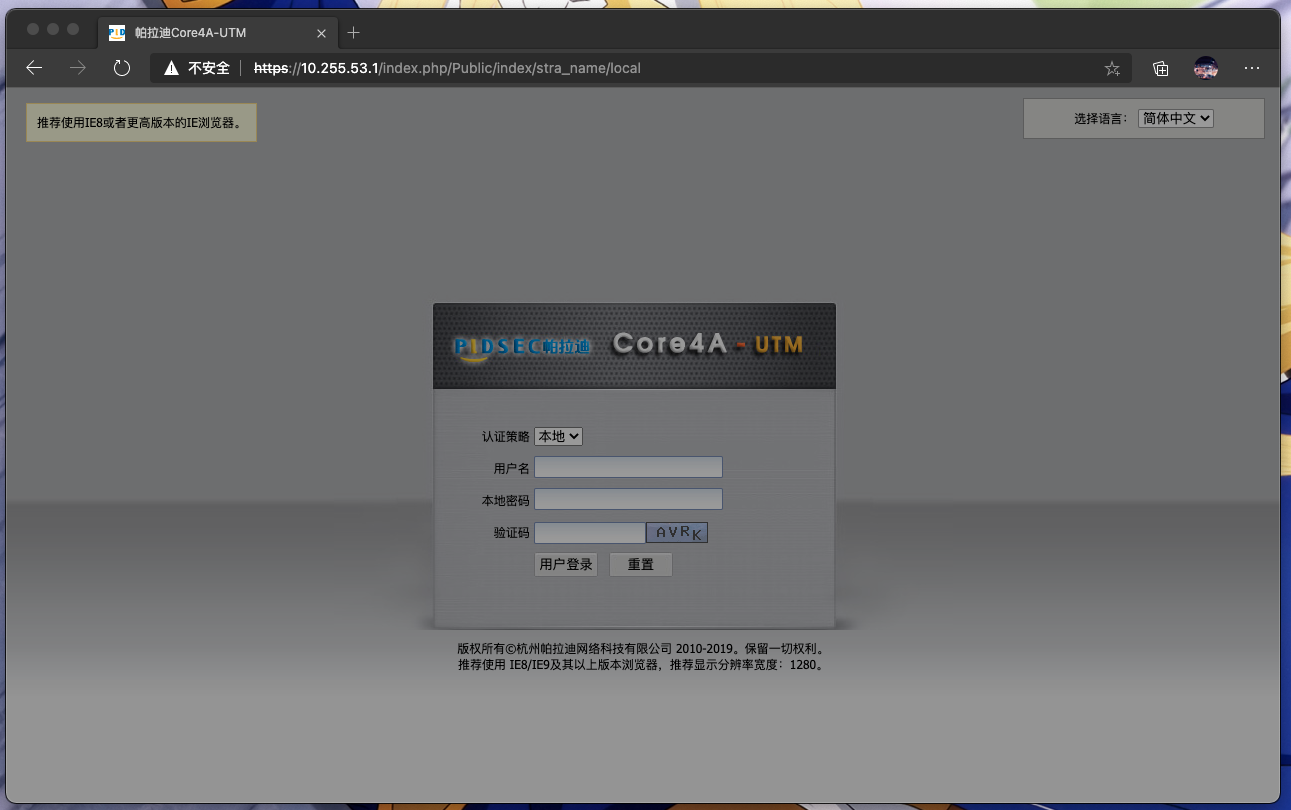 帕拉迪Core4A-UTM
不安全 https://10.255.53.1/index.php/Public/index/stra_name/local
推荐使用IE8或者更高版本的IE浏览器。
选择语言： 简体中文
PIDSEC帕拉迪 Core4A - UTM
认证策略 本地
用户名
本地密码
验证码 AVRK
用户登录 重置
版权所有©杭州帕拉迪网络科技有限公司 2010-2019。保留一切权利。
推荐使用 IE8/IE9及其以上版本浏览器，推荐显示分辨率宽度：1280。